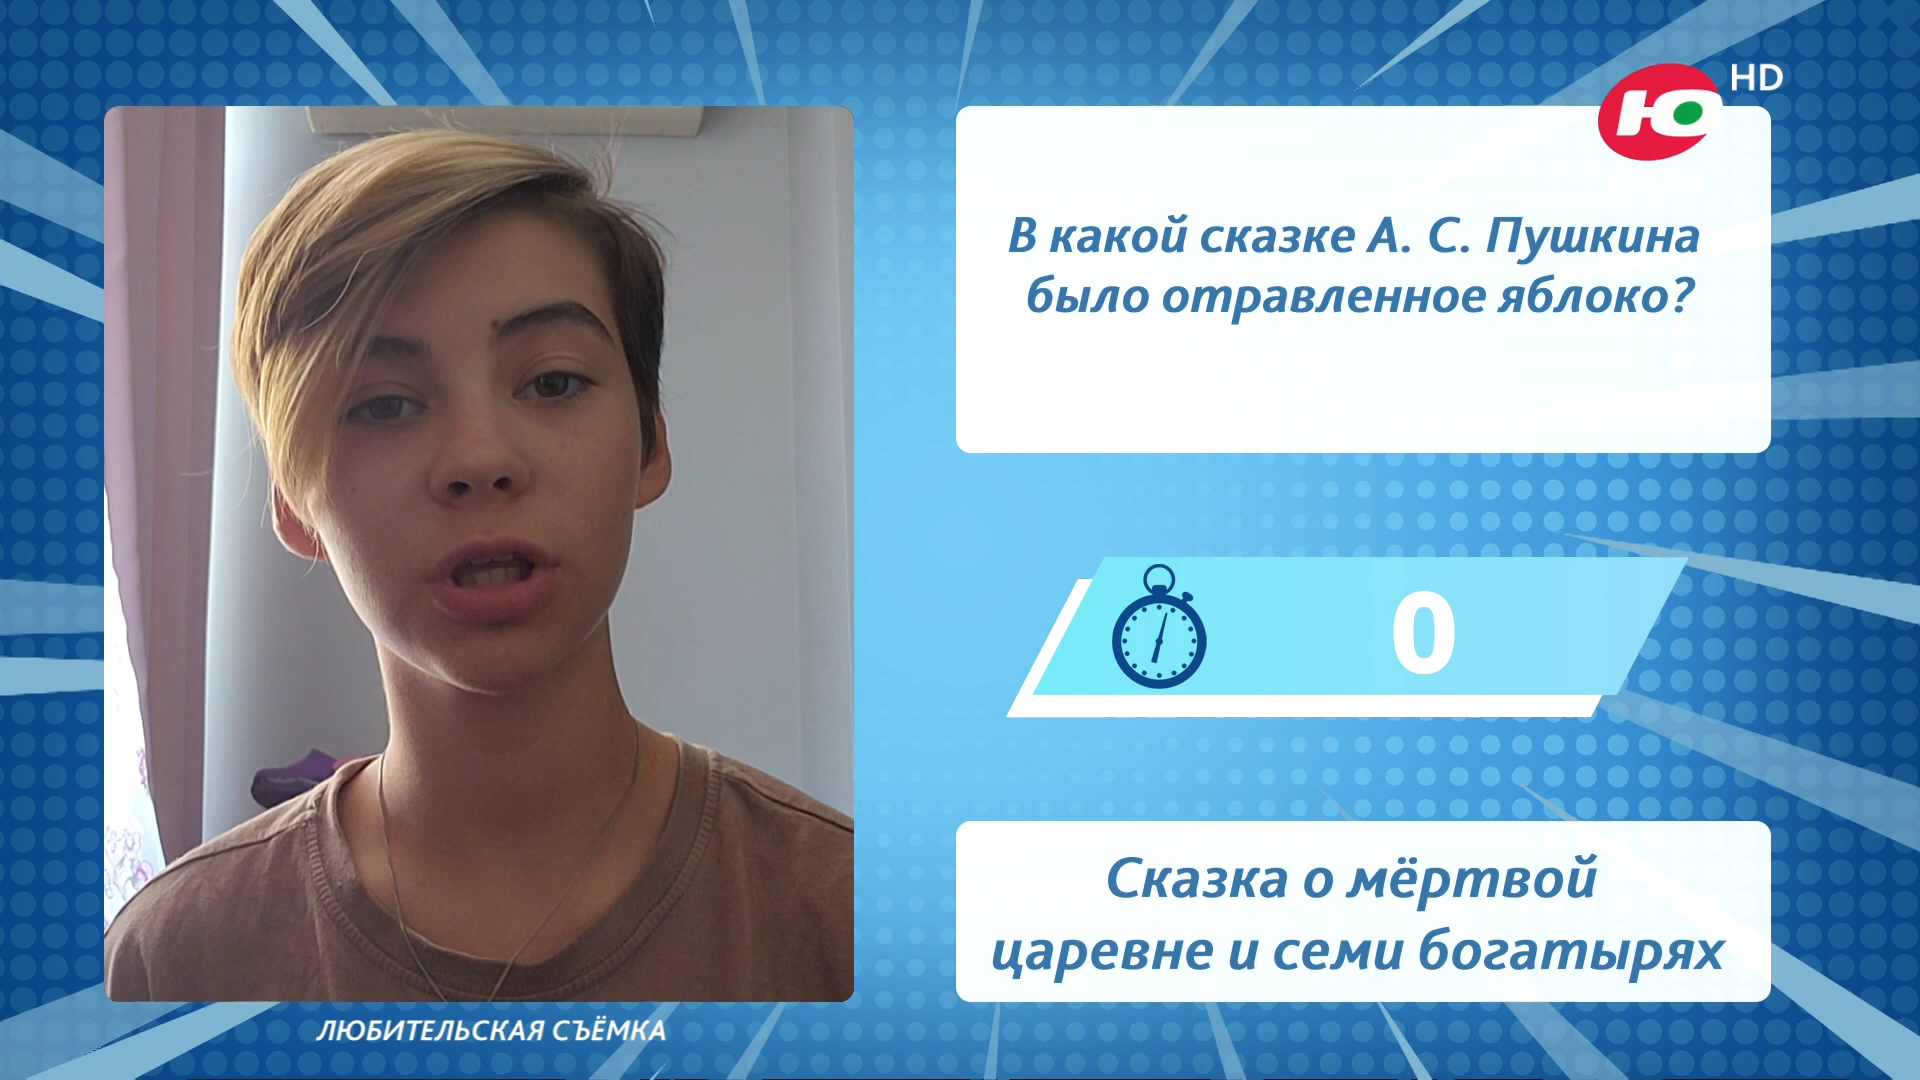 Ю HD
В какой сказке А. С. Пушкина
было отравленное яблоко?
0
Сказка о мёртвой
царевне и семи богатырях
ЛЮБИТЕЛЬСКАЯ СЪЁМКА